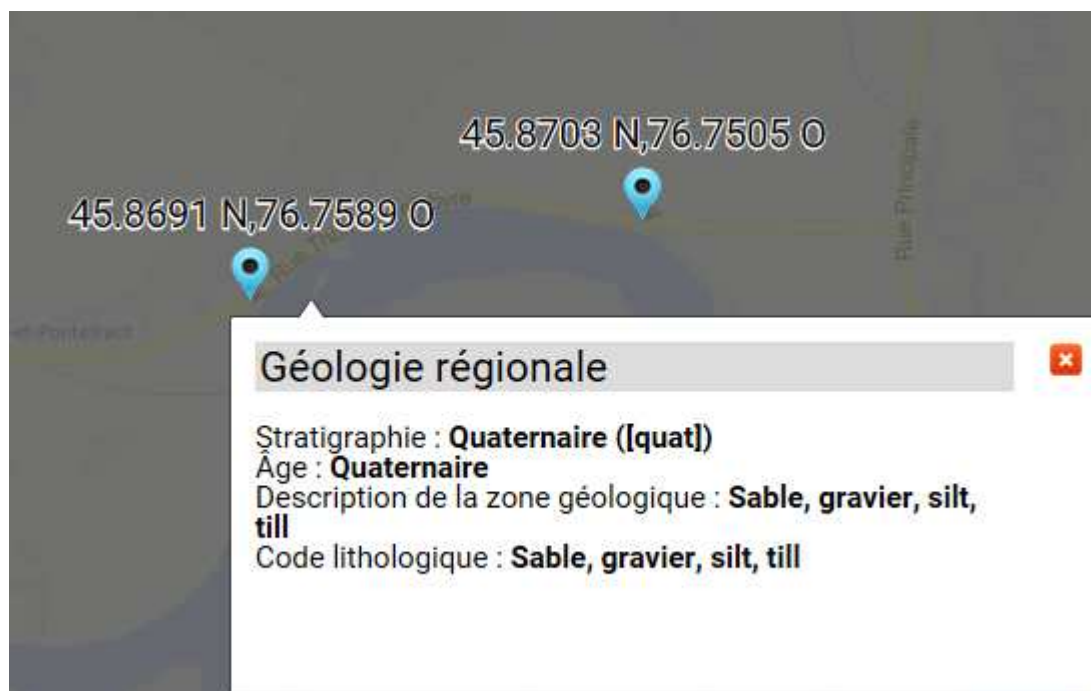 45.8703 N,76.7505 O
45.8691 N,76.7589 O
Rue Principale
Géologie régionale
Stratigraphie : Quaternaire ([quat])
Âge : Quaternaire
Description de la zone géologique : Sable, gravier, silt,
till
Code lithologique : Sable, gravier, silt, till